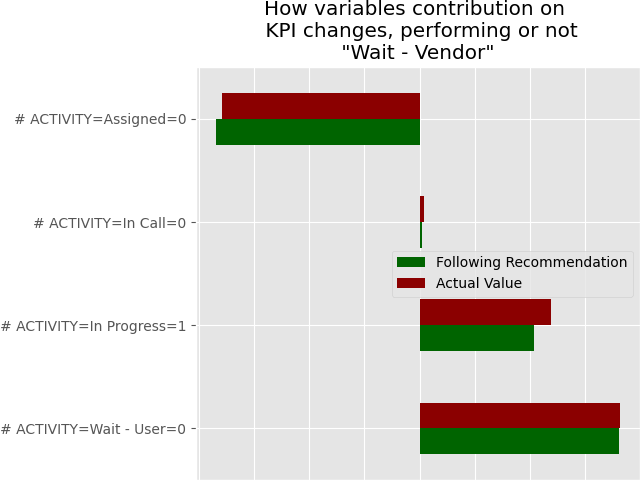 How variables contribution on
KPI changes, performing or not
"Wait - Vendor"
# ACTIVITY=Assigned=0
# ACTIVITY=In Call=0
Following Recommendation
Actual Value
# ACTIVITY=In Progress=1
# ACTIVITY=Wait - User=0